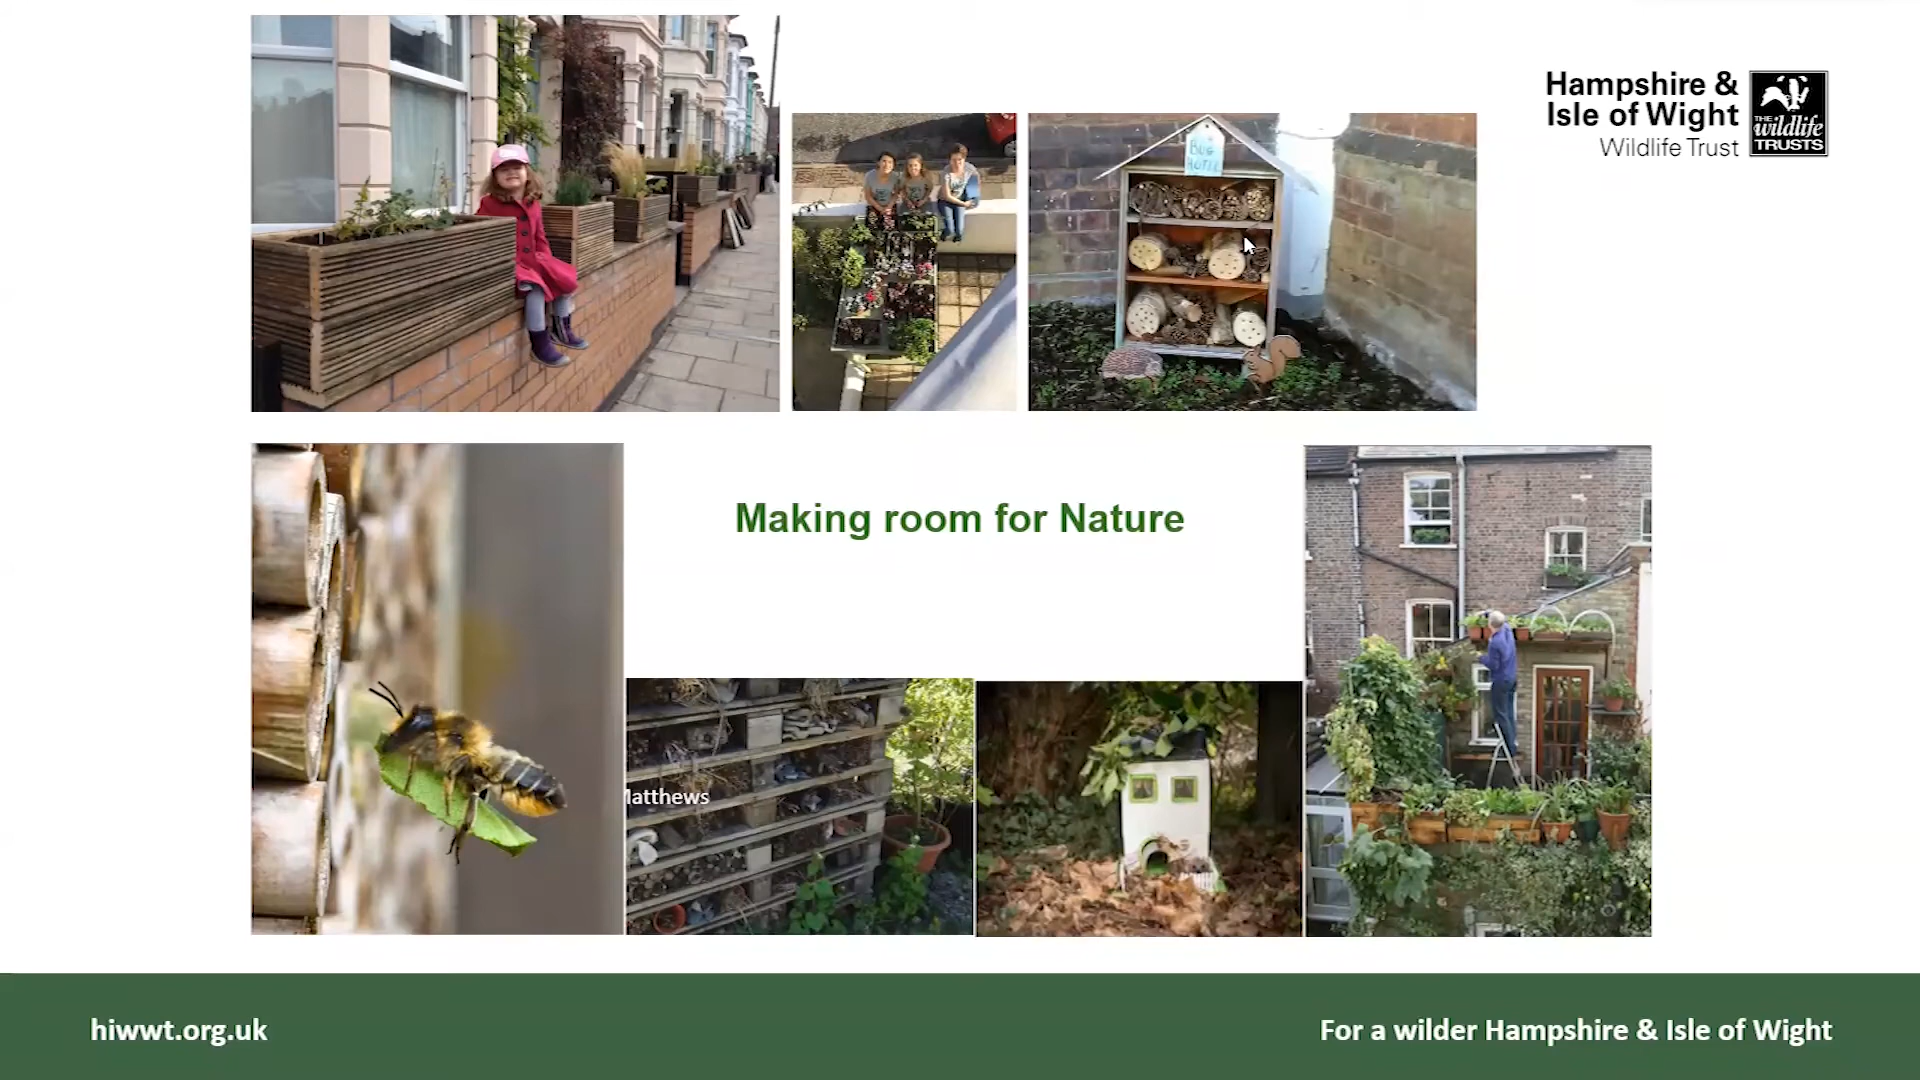 Hampshire &
Isle of Wight
Wildlife Trust
THE
wildlife
TRUSTS
BUG
HOTEL
Making room for Nature
Matthews
hiwwt.org.uk
For a wilder Hampshire & Isle of Wight